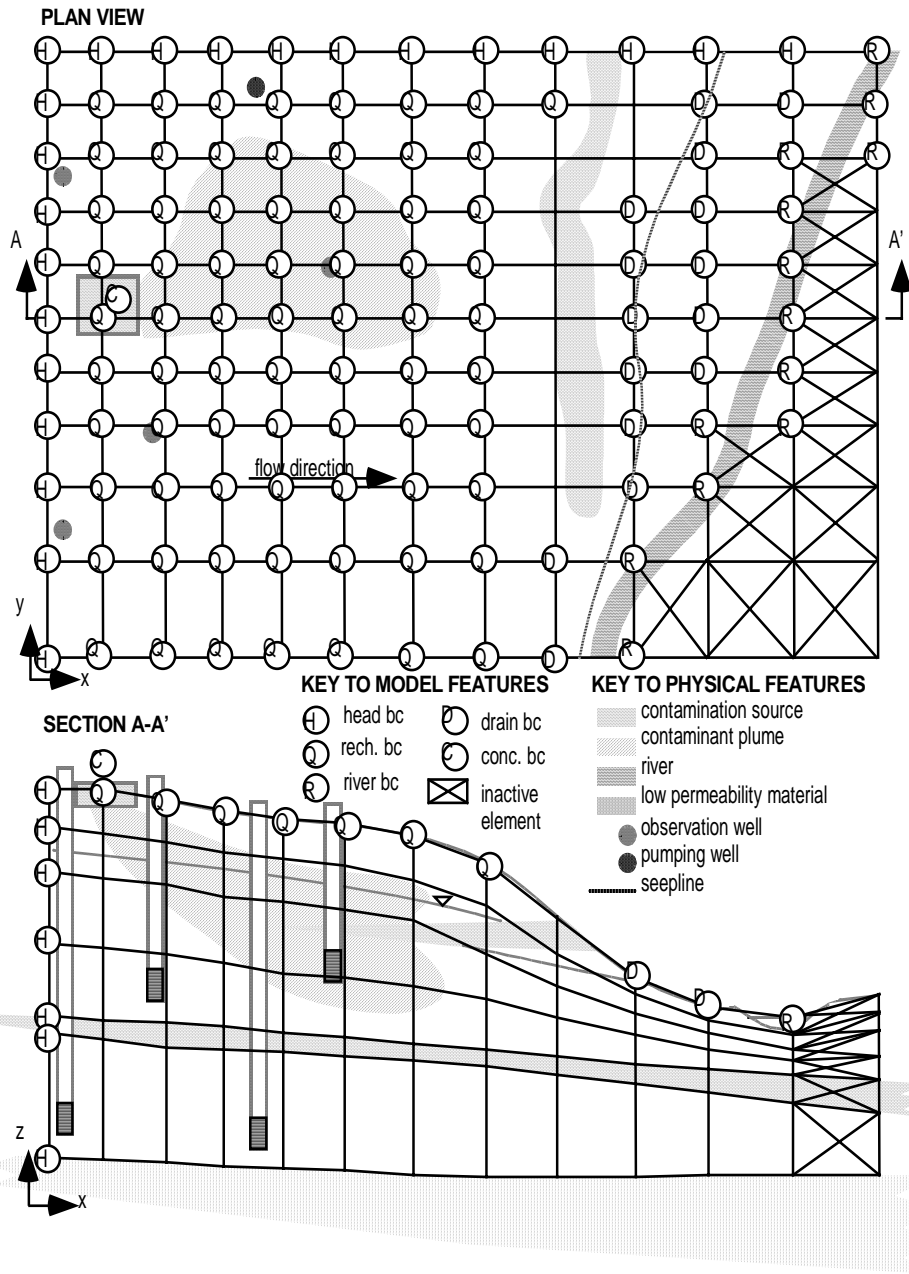 PLAN VIEW
H H H H H H H H H H H H R
H Q Q Q Q Q Q Q Q D D R
H Q Q Q Q Q Q Q D R R
H Q Q Q Q Q Q Q D D R
A A'
H Q Q Q Q Q Q Q D D R
C
H Q Q Q Q Q Q Q D D R
H Q Q Q Q Q Q Q D D R
H Q Q Q Q Q Q Q D R R
flow direction
H Q Q Q Q Q Q Q D R
H Q Q Q Q Q Q Q D R
y
H Q Q Q Q Q Q Q D R
x
KEY TO MODEL FEATURES
H head bc
Q rech. bc
R river bc
D drain bc
C conc. bc
inactive
element
KEY TO PHYSICAL FEATURES
contamination source
contaminant plume
river
low permeability material
observation well
pumping well
seepline
SECTION A-A'
C
H Q Q Q Q Q Q Q
H
H
H
D D R
H
H
z
H
x